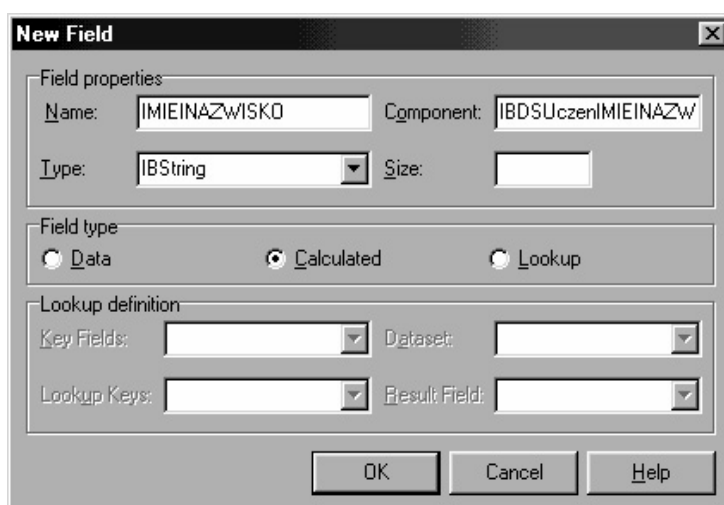 New Field
Field properties
Name: IMIEINAZWISKO Component: IBDSUczenIMIEINAZW
Type: IBString Size:
Field type
Data Calculated Lookup
Lookup definition
Key Fields: Dataset:
Lookup Keys: Result Field:
OK Cancel Help